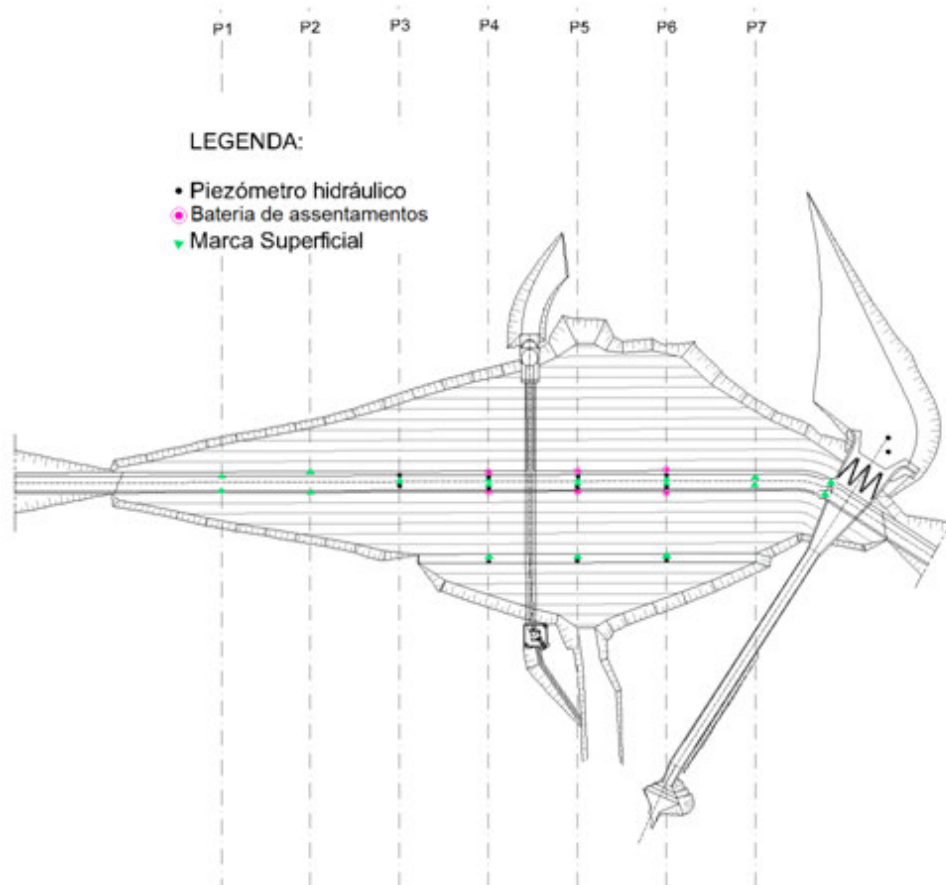 P1 P2 P3 P4 P5 P6 P7
LEGENDA:
Piezómetro hidráulico
Bateria de assentamentos
Marca Superficial